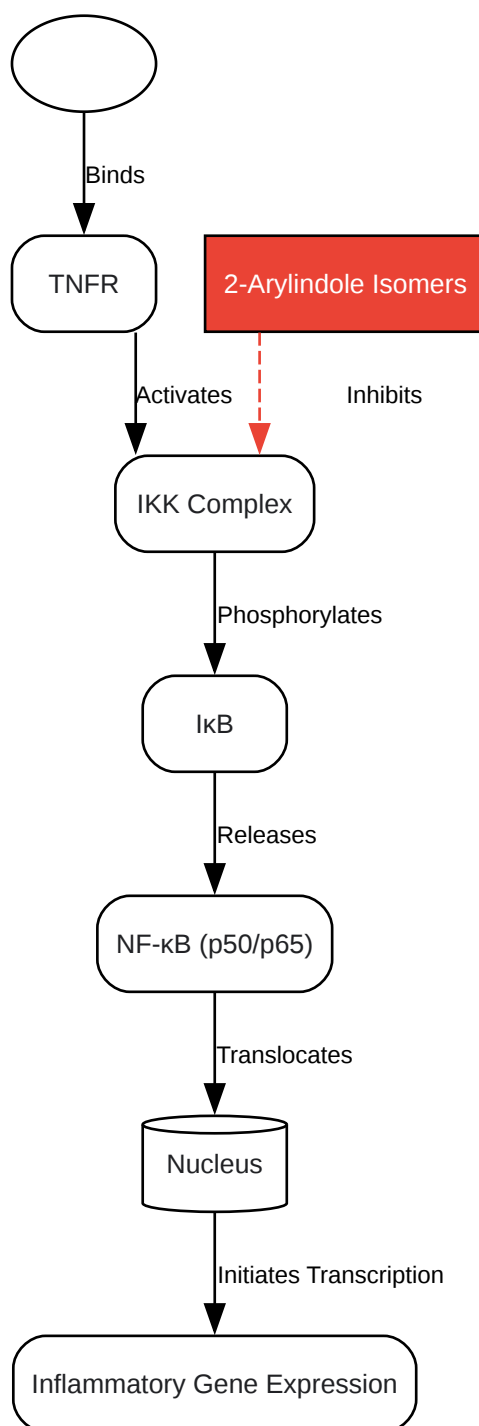 Binds
TNFR
2-Arylindole Isomers
Activates
Inhibits
IKK Complex
Phosphorylates
IκB
Releases
NF-κB (p50/p65)
Translocates
Nucleus
Initiates Transcription
Inflammatory Gene Expression